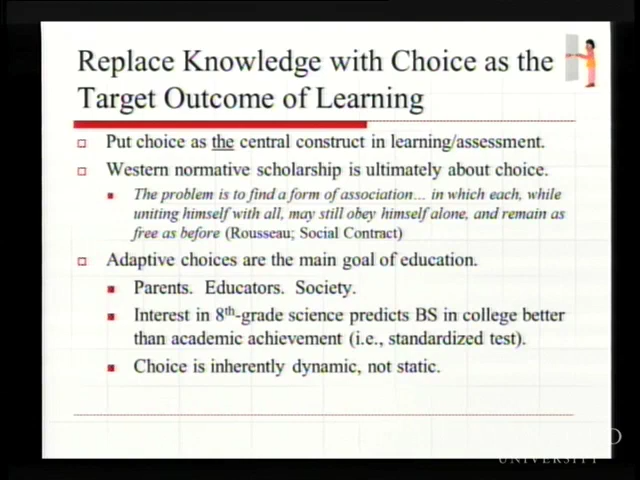 Replace Knowledge with Choice as the
Target Outcome of Learning
Put choice as the central construct in learning/assessment.
Western normative scholarship is ultimately about choice.
The problem is to find a form of association... in which each, while
uniting himself with all, may still obey himself alone, and remain as
free as before (Rousseau; Social Contract)
Adaptive choices are the main goal of education.
Parents. Educators. Society.
Interest in 8th-grade science predicts BS in college better
than academic achievement (i.e., standardized test).
Choice is inherently dynamic, not static.
UNIVERSITY